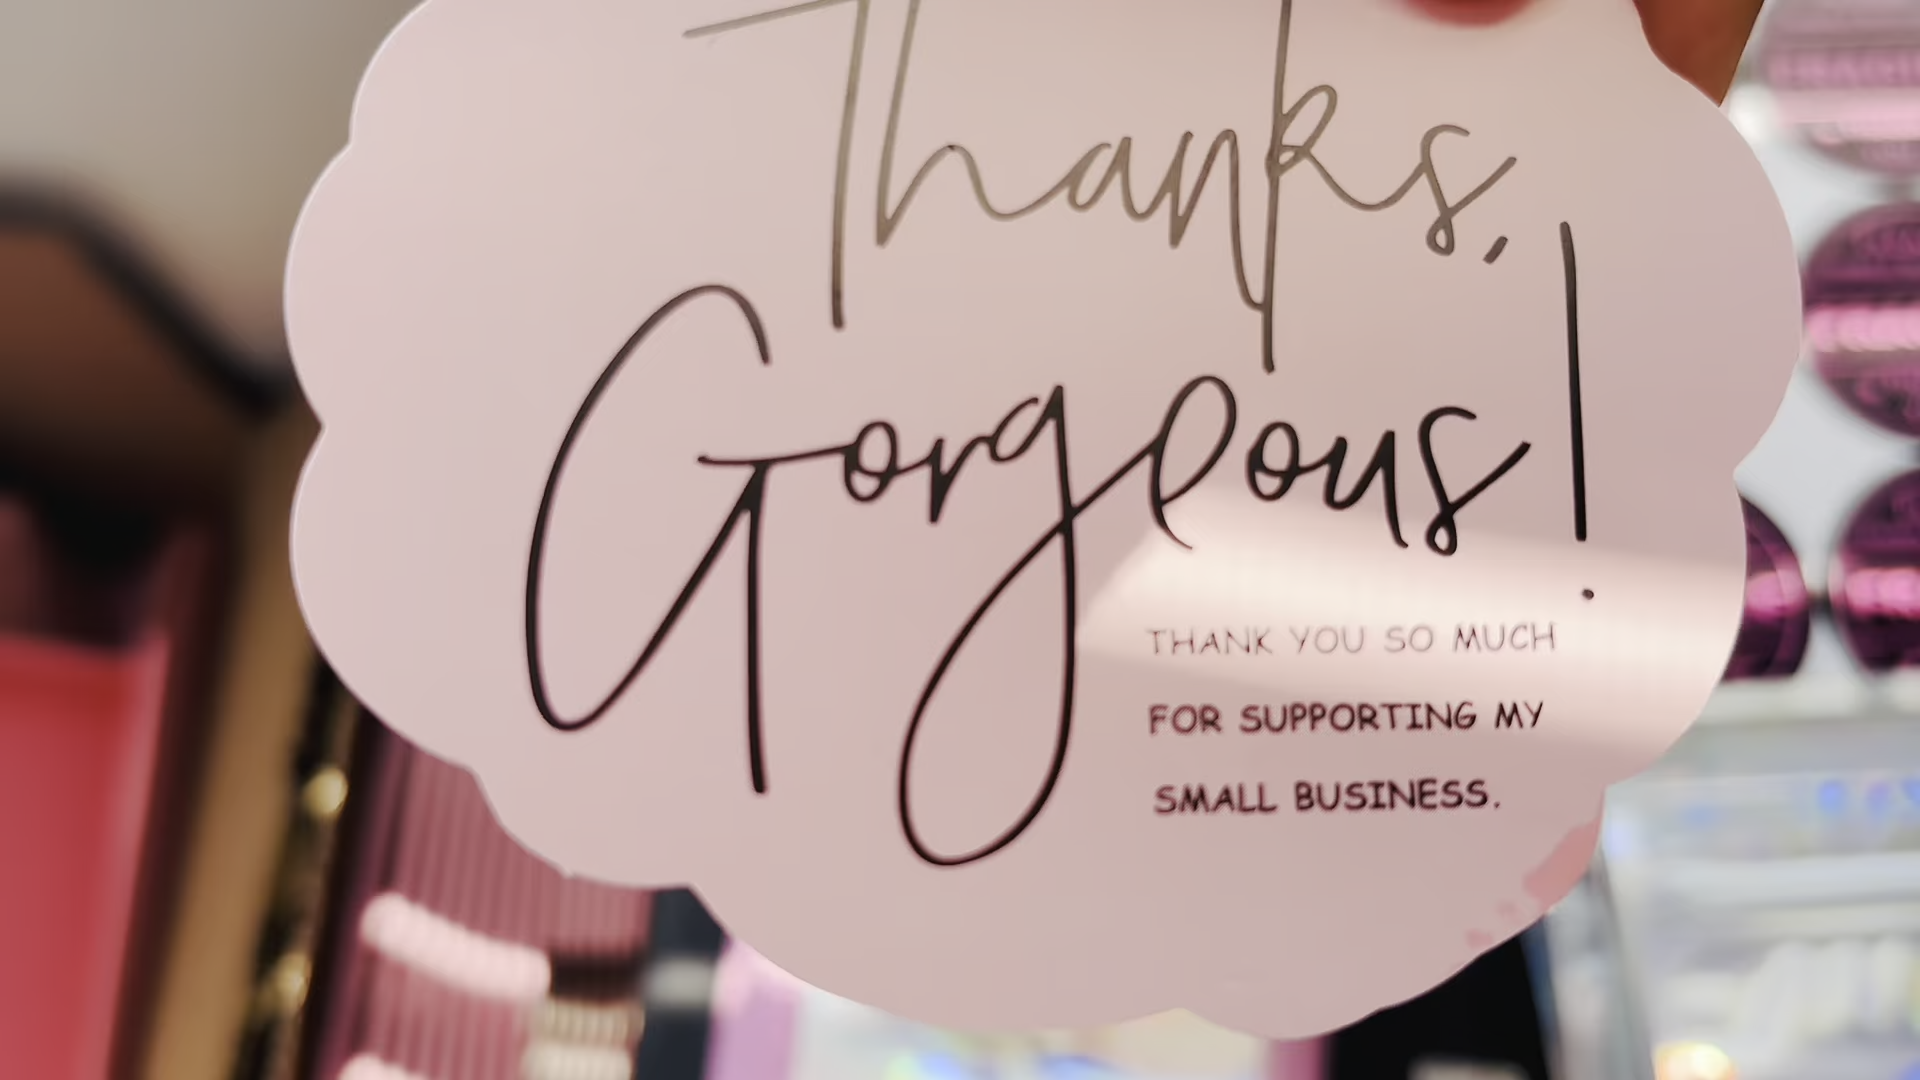 Thanks,
Gorgeous!
THANK YOU SO MUCH
FOR SUPPORTING MY
SMALL BUSINESS.